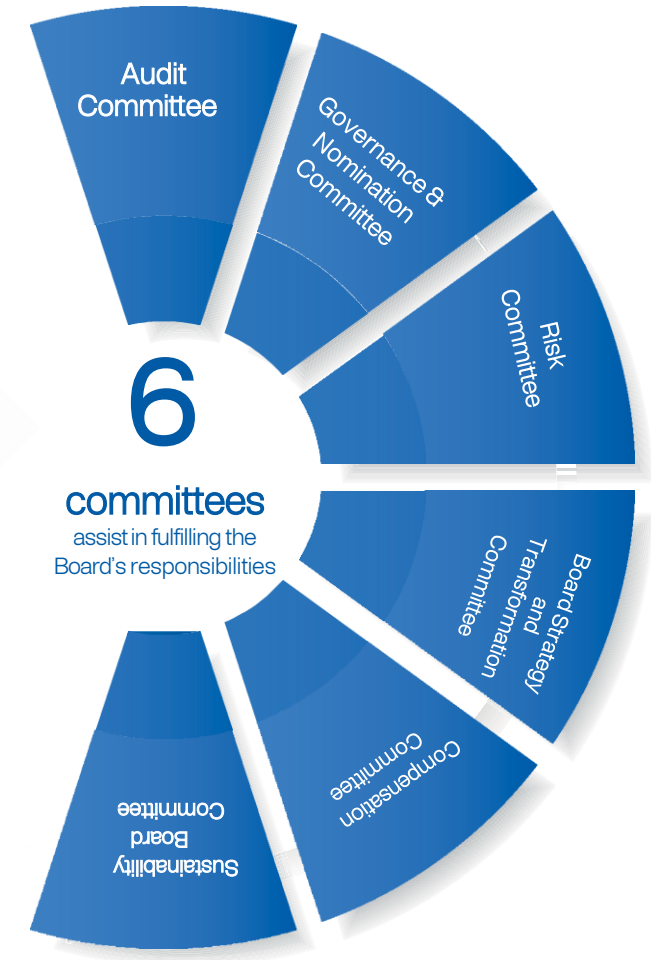 Audit
Committee
Governance &
Nomination
Committee
Risk
Committee
Board Strategy
and
Transformation
Committee
Compensation
Committee
Sustainability
Board
Committee
6
committees
assist in fulfilling the
Board's responsibilities